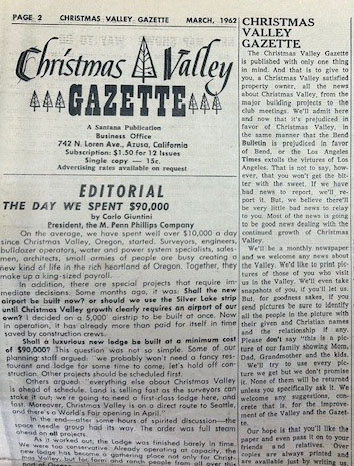 PAGE 2
CHRISTMAS VALLEY GAZETTE
MARCH, 1962
Christmas Valley
GAZETTE
A Santana Publication
Business Office
742 N. Loren Ave., Azusa, California
Subscription: $1.50 for 12 Issues
Single copy — 15c.
Advertising rates available on request
EDITORIAL
THE DAY WE SPENT $90,000
by Carlo Giuntini
President, the M. Penn Phillips Company
On the average, we have spent well over $10,000 a day
since Christmas Valley, Oregon, started. Surveyors, engineers,
bulldozer operators, water and power system specialists, sales-
men, architects, small armies of people are busy creating a
new kind of life in the rich heartland of Oregon. Together, they
make up a king-sized payroll.
In addition, there are special projects that require im
mediate decisions. Some months ago, it was: Shall the new
airport be built now? or should we use the Silver Lake strip
until Christmas Valley growth clearly requires an airport of our
own? I decided on a 5,000' airstrip to be built at once. Now
in operation, it has already more than paid for itself in time
saved by construction crews.
Shall a luxurious new lodge be built at a minimum cost
of $90,000? This question was not so simple. Some of our
planning staff argued: "we probably won't need a fancy res-
taurant and lodge for some time to come; let's hold off con-
struction. Other projects should be scheduled first.
Others argued: "everything else about Christmas Valley
is ahead of schedule. Land is selling fast as the surveyors can
stake it out; we are going to need a first-class lodge here, and
fast. Moreover, Christmas Valley is on a direct route to Seattle,
and there's a World's Fair opening in April."
In the end—after some hours of spirited discussion—the
space needle group had its way. The order was full steam
ahead on all projects.
As it worked out, the Lodge was finished barely in time.
We were too conservative. Already operating at capacity, the
new lodge has become a gathering place not only for Christ-
mas Valley, but for farm and ranch people from all over the
CHRISTMAS
VALLEY
GAZETTE
The Christmas Valley Gazette
is published with only one thing
in mind. And that is to give to
you, a Christmas Valley satisfied
property owner, all the news
about Christmas Valley, from the
major building projects to the
club meetings. We'll admit here
and now that it's prejudiced in
favor of Christmas Valley, in
the same manner that the Bend
Bulletin is prejudiced in favor
of Bend, or the Los Angeles
Times extolls the virtures of Los
Angeles. That is not to say, how-
ever, that you won't get the bit-
ter with the sweet. If we have
bad news to report, we'll re-
port it. But, we believe there'll
be very little bad news to relay
to you. Most of the news is going
to be good news dealing with the
continued growth of Christmas
Valley.
We'll be a monthly newspaper
and we welcome any news about
the Valley. We'd like to print pic-
tures of those of you who visit
us in the Valley. We'll even take
snapshots of you, if you'll let us.
But, for goodness sakes, if you
send pictures be sure to identify
all the people in the picture with
their given and Christian names
and the relationship if any.
Please don't say "this is a pic-
ture of our family showing Mom,
Dad, Grandmother and the kids.
We'll try to use every pic-
ture we get but we don't promise
it. None of them will be returned
unless you specifically ask it. We
welcome any suggestions, con-
crete that is, for the improve-
ment of the Valley and the Gazet-
te.
Our hope is that you'll like the
paper and even pass it on to your
friends and relatives. Over
copies are always printed and are
available just by writing to the